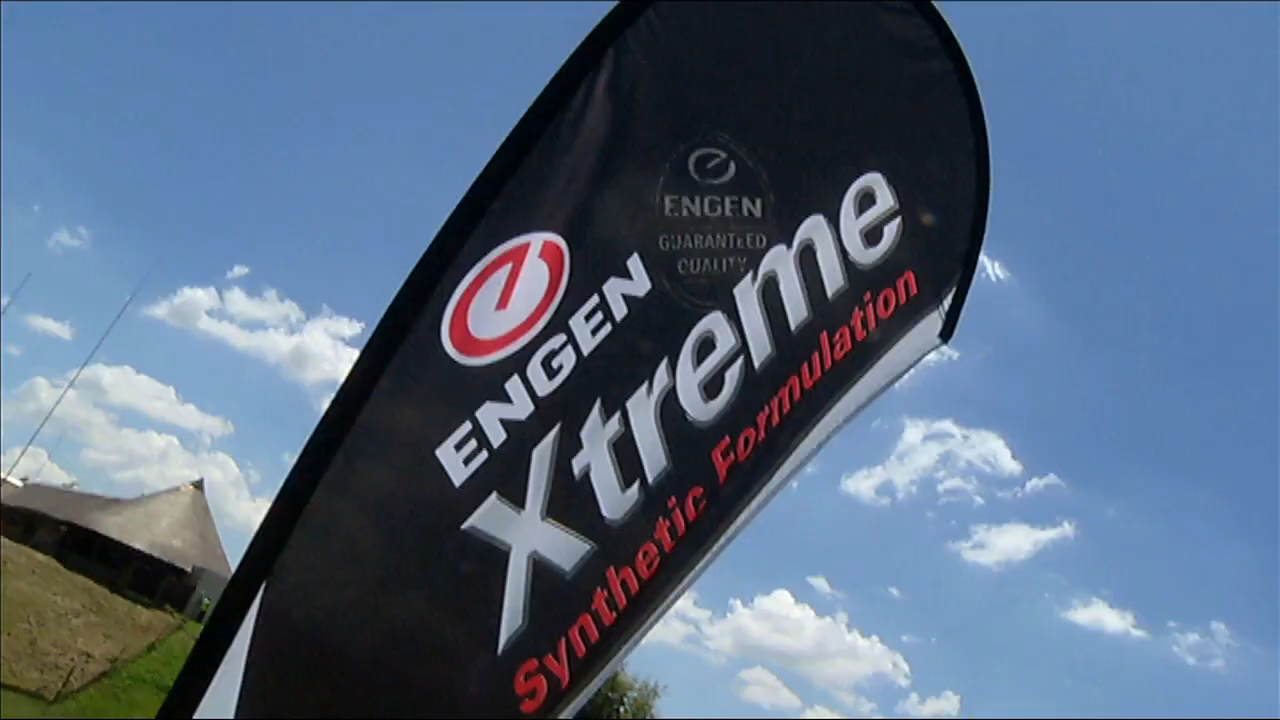 ENGEN
GUARANTEED
QUALITY
ENGEN
Xtreme
Synthetic Formulation